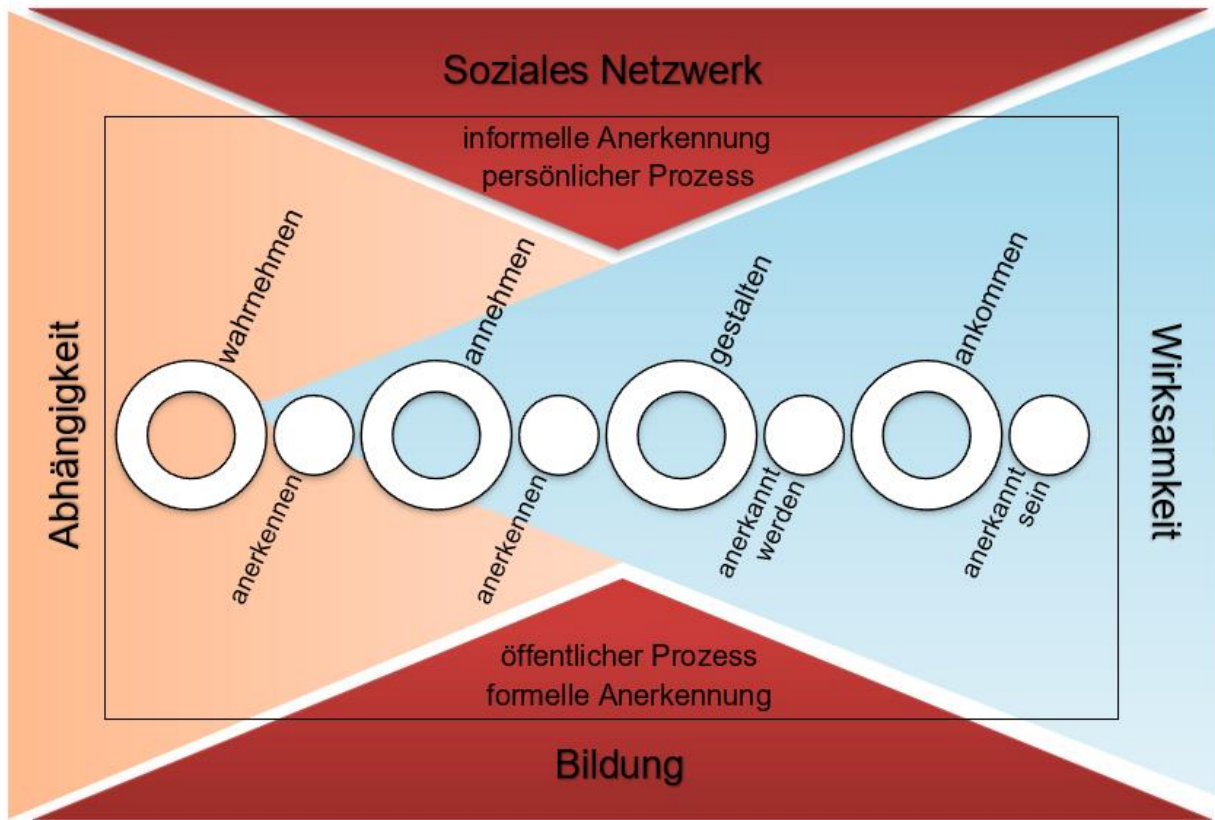 Soziales Netzwerk
informelle Anerkennung
persönlicher Prozess
Abhängigkeit
wahrnehmen
annehmen
gestalten
ankommen
anerkennen
anerkennen
anerkannt
werden
anerkannt
sein
Wirksamkeit
öffentlicher Prozess
formelle Anerkennung
Bildung